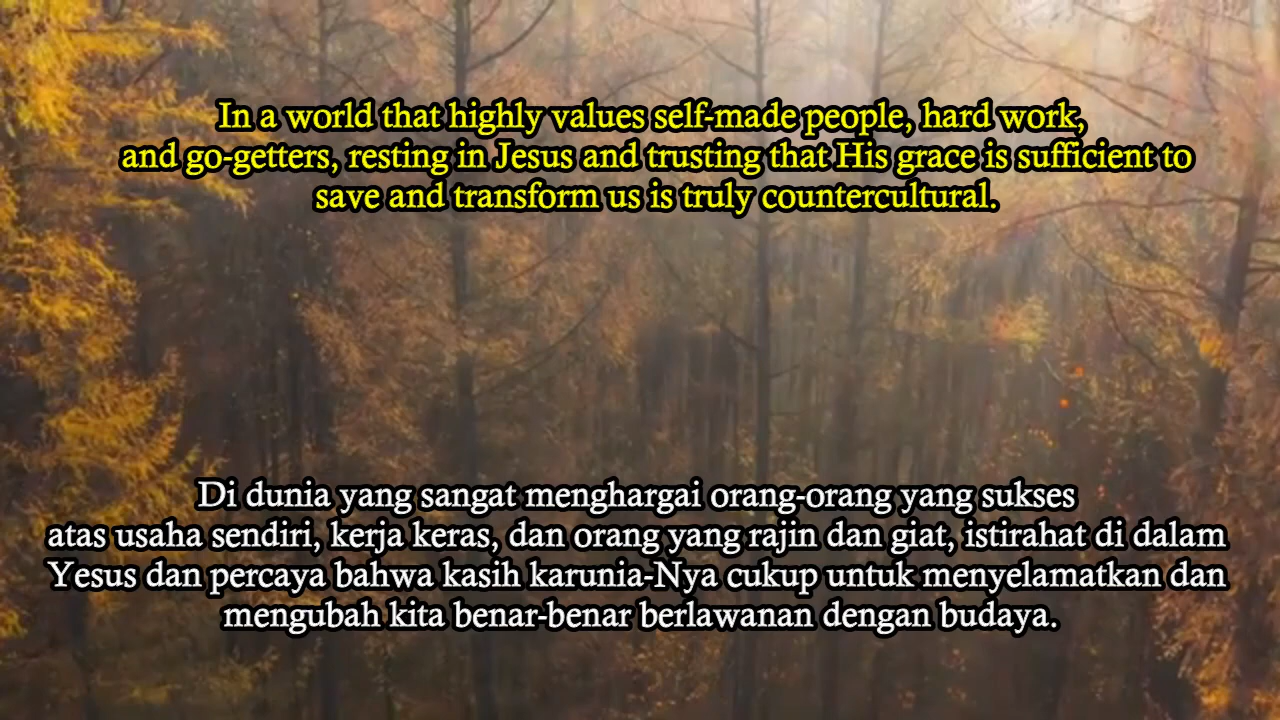 In a world that highly values self-made people, hard work,
and go-getters, resting in Jesus and trusting that His grace is sufficient to
save and transform us is truly countercultural.
Di dunia yang sangat menghargai orang-orang yang sukses
atas usaha sendiri, kerja keras, dan orang yang rajin dan giat, istirahat di dalam
Yesus dan percaya bahwa kasih karunia-Nya cukup untuk menyelamatkan dan
mengubah kita benar-benar berlawanan dengan budaya.